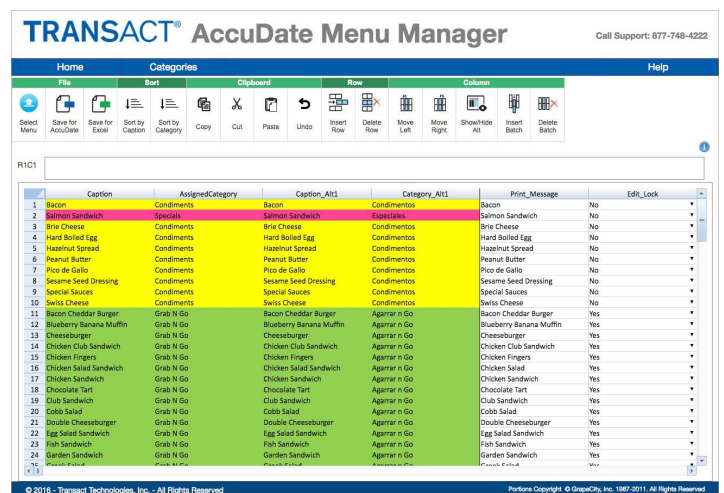 TRANSACT® AccuDate Menu Manager Call Support: 877-748-4222
Home Categories Help
File Sort Clipboard Row Column
Select Menu Save for AccuDate Save for Excel Sort by Caption Sort by Category Copy Cut Paste Undo Insert Row Delete Row Move Left Move Right Show/Hide Alt Insert Batch Delete Batch
R1C1
Caption AssignedCategory Caption_Alt1 Category_Alt1 Print_Message Edit_Lock
1 Bacon Condiments Bacon Condimentos Bacon No
2 Salmon Sandwich Specials Salmon Sandwich Especiales Salmon Sandwich No
3 Brie Cheese Condiments Brie Cheese Condimentos Brie Cheese No
4 Hard Boiled Egg Condiments Hard Boiled Egg Condimentos Hard Boiled Egg No
5 Hazelnut Spread Condiments Hazelnut Spread Condimentos Hazelnut Spread No
6 Peanut Butter Condiments Peanut Butter Condimentos Peanut Butter No
7 Pico de Gallo Condiments Pico de Gallo Condimentos Pico de Gallo No
8 Sesame Seed Dressing Condiments Sesame Seed Dressing Condimentos Sesame Seed Dressing No
9 Special Sauces Condiments Special Sauces Condimentos Special Sauces No
10 Swiss Cheese Condiments Swiss Cheese Condimentos Swiss Cheese No
11 Bacon Cheddar Burger Grab N Go Bacon Cheddar Burger Agarrar n Go Bacon Cheddar Burger Yes
12 Blueberry Banana Muffin Grab N Go Blueberry Banana Muffin Agarrar n Go Blueberry Banana Muffin Yes
13 Cheeseburger Grab N Go Cheeseburger Agarrar n Go Cheeseburger Yes
14 Chicken Club Sandwich Grab N Go Chicken Club Sandwich Agarrar n Go Chicken Club Sandwich Yes
15 Chicken Fingers Grab N Go Chicken Fingers Agarrar n Go Chicken Fingers Yes
16 Chicken Salad Sandwich Grab N Go Chicken Salad Sandwich Agarrar n Go Chicken Salad Yes
17 Chicken Sandwich Grab N Go Chicken Sandwich Agarrar n Go Chicken Sandwich Yes
18 Chocolate Tart Grab N Go Chocolate Tart Agarrar n Go Chocolate Tart Yes
19 Club Sandwich Grab N Go Club Sandwich Agarrar n Go Club Sandwich Yes
20 Cobb Salad Grab N Go Cobb Salad Agarrar n Go Cobb Salad Yes
21 Double Cheeseburger Grab N Go Double Cheeseburger Agarrar n Go Double Cheeseburger Yes
22 Egg Salad Sandwich Grab N Go Egg Salad Sandwich Agarrar n Go Egg Salad Sandwich Yes
23 Fish Sandwich Grab N Go Fish Sandwich Agarrar n Go Fish Sandwich Yes
24 Garden Sandwich Grab N Go Garden Sandwich Agarrar n Go Garden Sandwich Yes
25 Greek Salad Grab N Go Greek Salad Agarrar n Go Greek Salad Yes
© 2016 - Transact Technologies, Inc. - All Rights Reserved Portions Copyright © GrapeCity, Inc. 1987-2011. All Rights Reserved